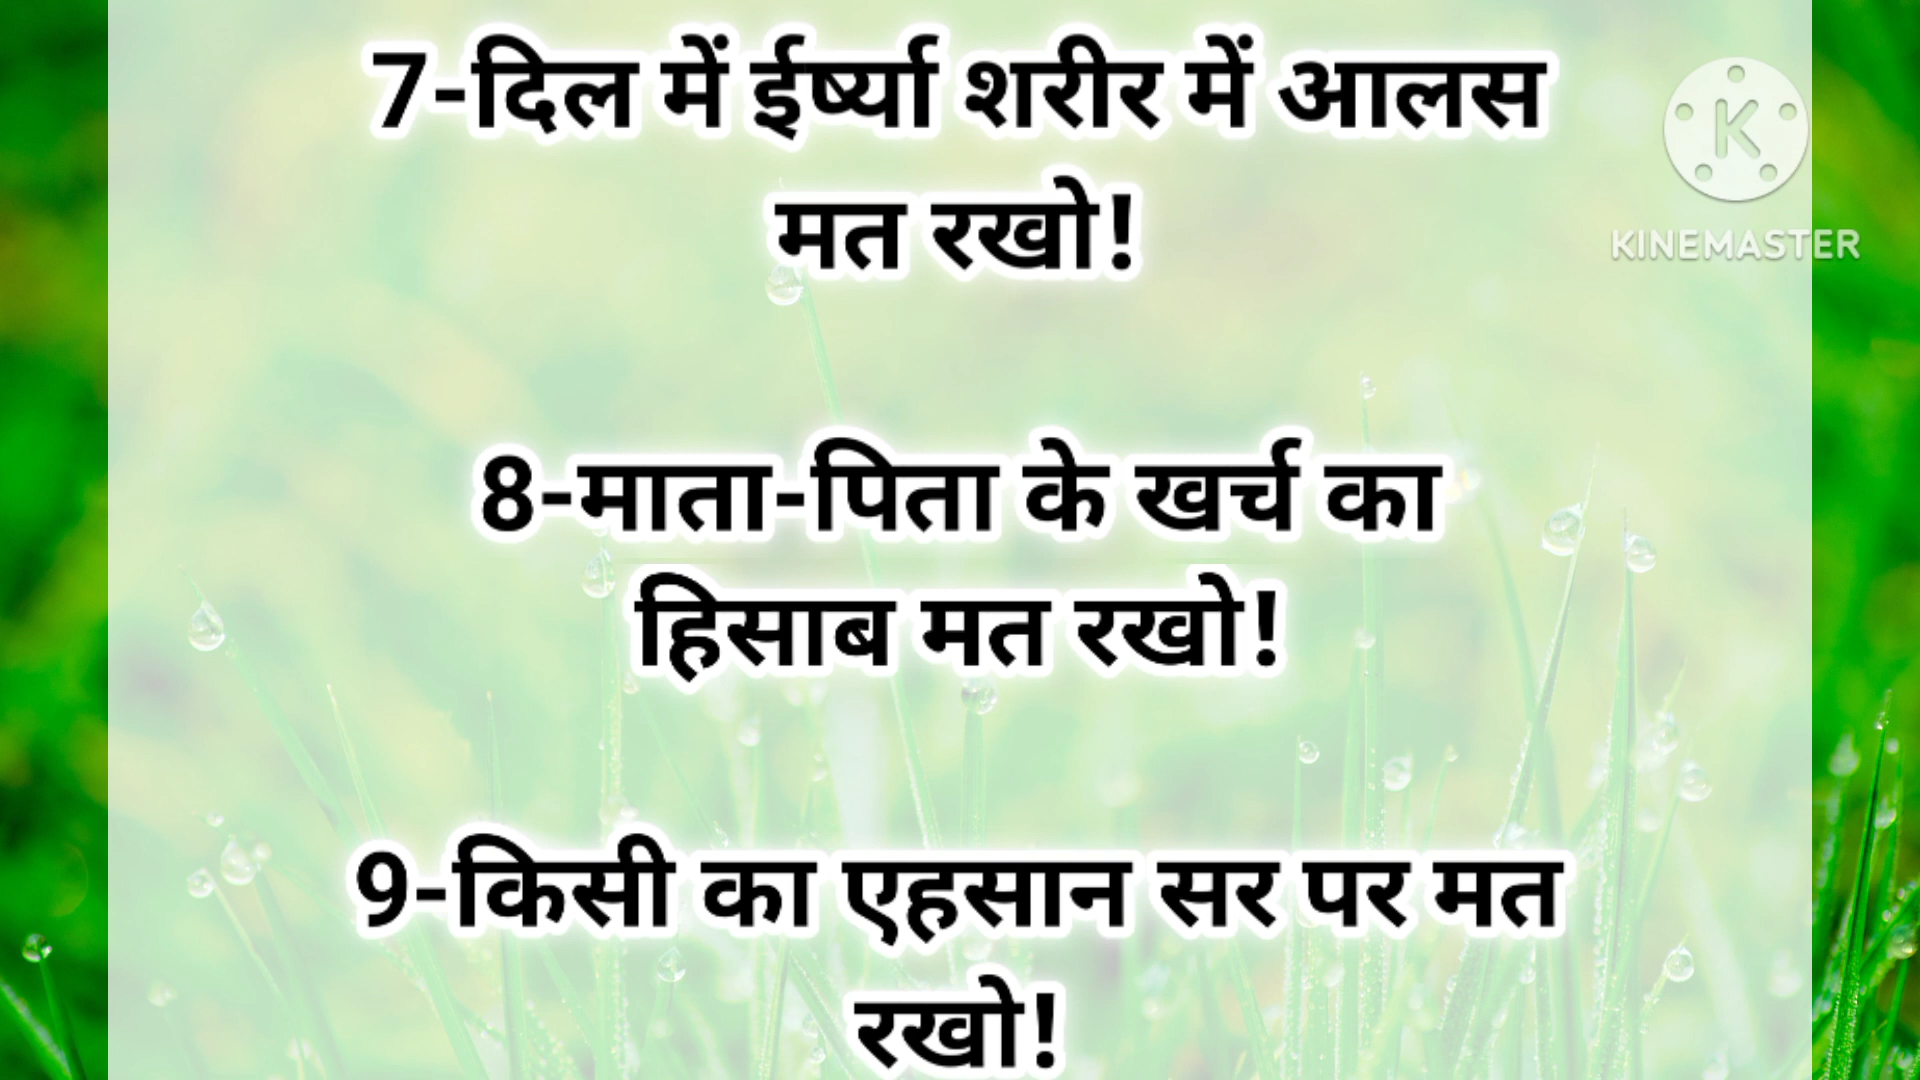 7-दिल में ईर्ष्या शरीर में आलस
मत रखो!
K
KINEMASTER
8-माता-पिता के खर्च का
हिसाब मत रखो!
9-किसी का एहसान सर पर मत
रखो!